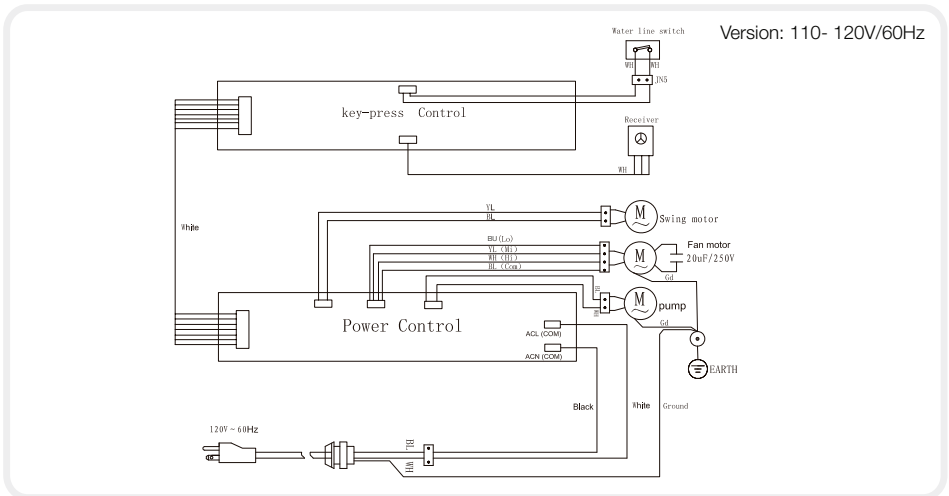 Version: 110- 120V/60Hz
Water line switch
WH WH
JN5
key-press Control
Receiver
WH
White
YL
BL
M
Swing motor
BU(Lo)
YL (Mi)
WH (Hi)
BL (Com)
M
Fan motor
20uF/250V
Gd
BL
WH
M
pump
Gd
Power Control
ACL (COM)
ACN (COM)
EARTH
Black
White
Ground
120V~60Hz
BL
WH